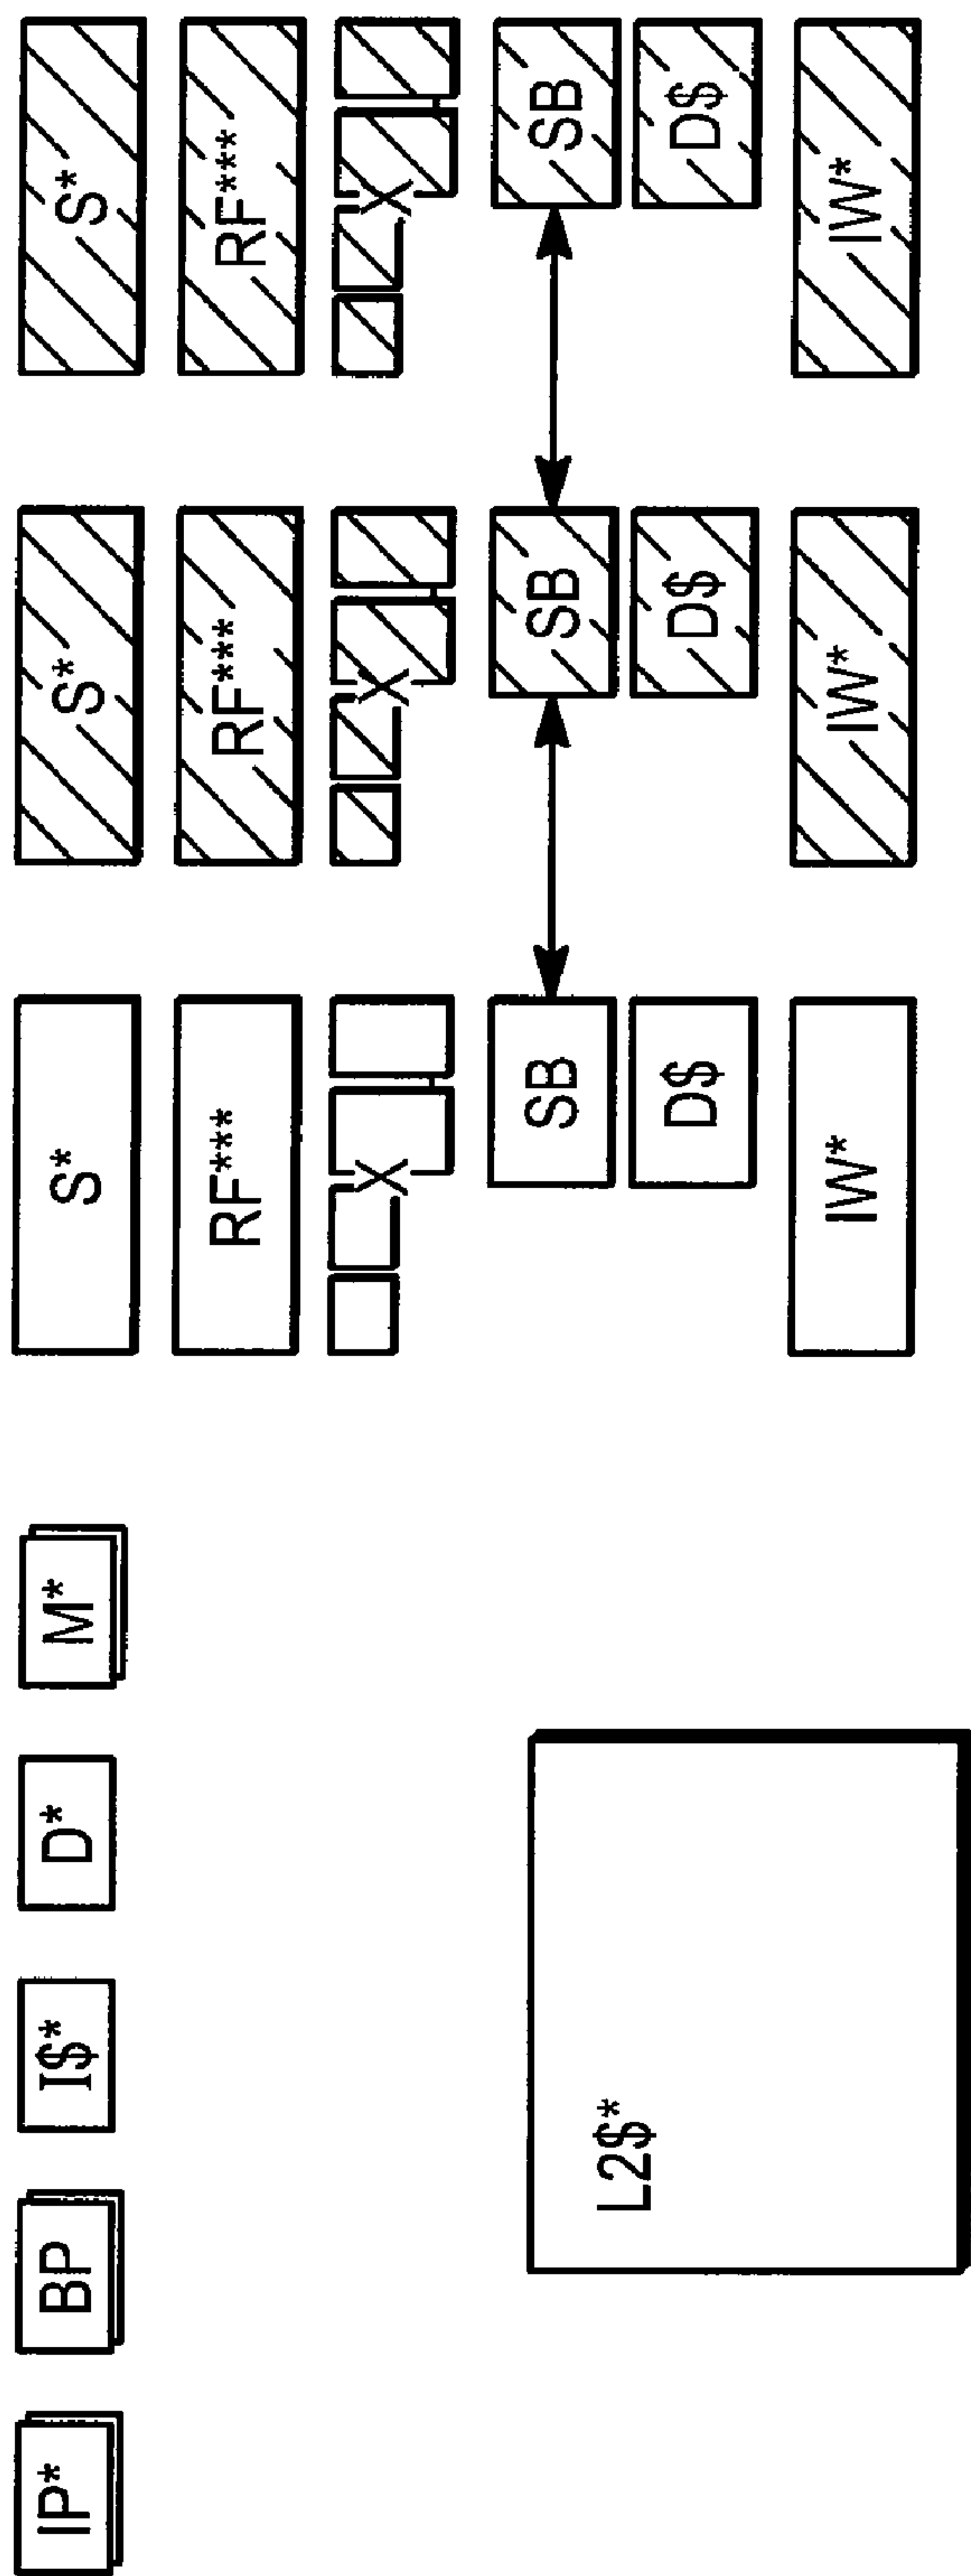 IP*
BP
I$*
D*
M*
S*
S*
S*
RF***
RF***
RF***
X
X
X
SB
SB
SB
L2$*
D$
D$
D$
IW*
IW*
IW*